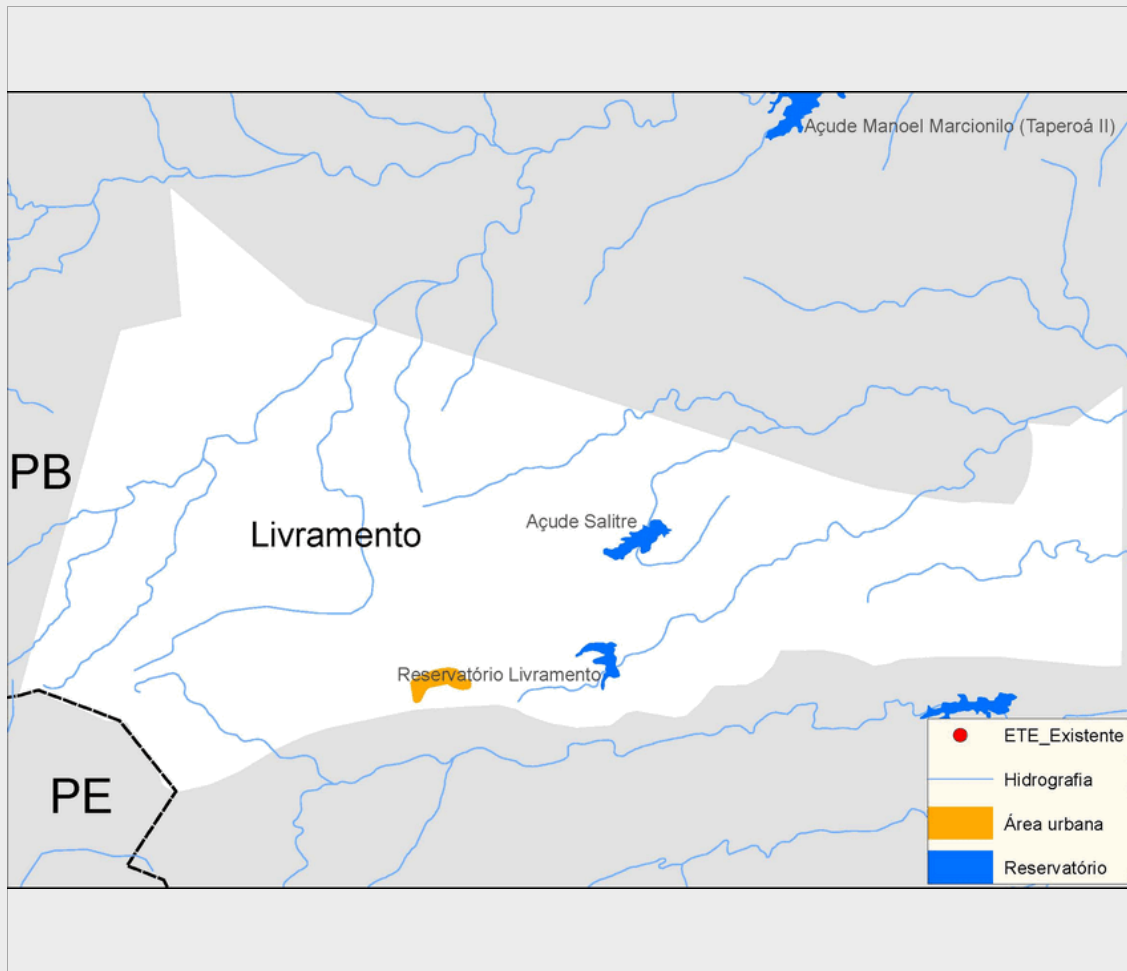 Açude Manoel Marcionilo (Taperoá II)
PB
Livramento
Açude Salitre
Reservatório Livramento
PE
ETE_Existente
Hidrografia
Área urbana
Reservatório